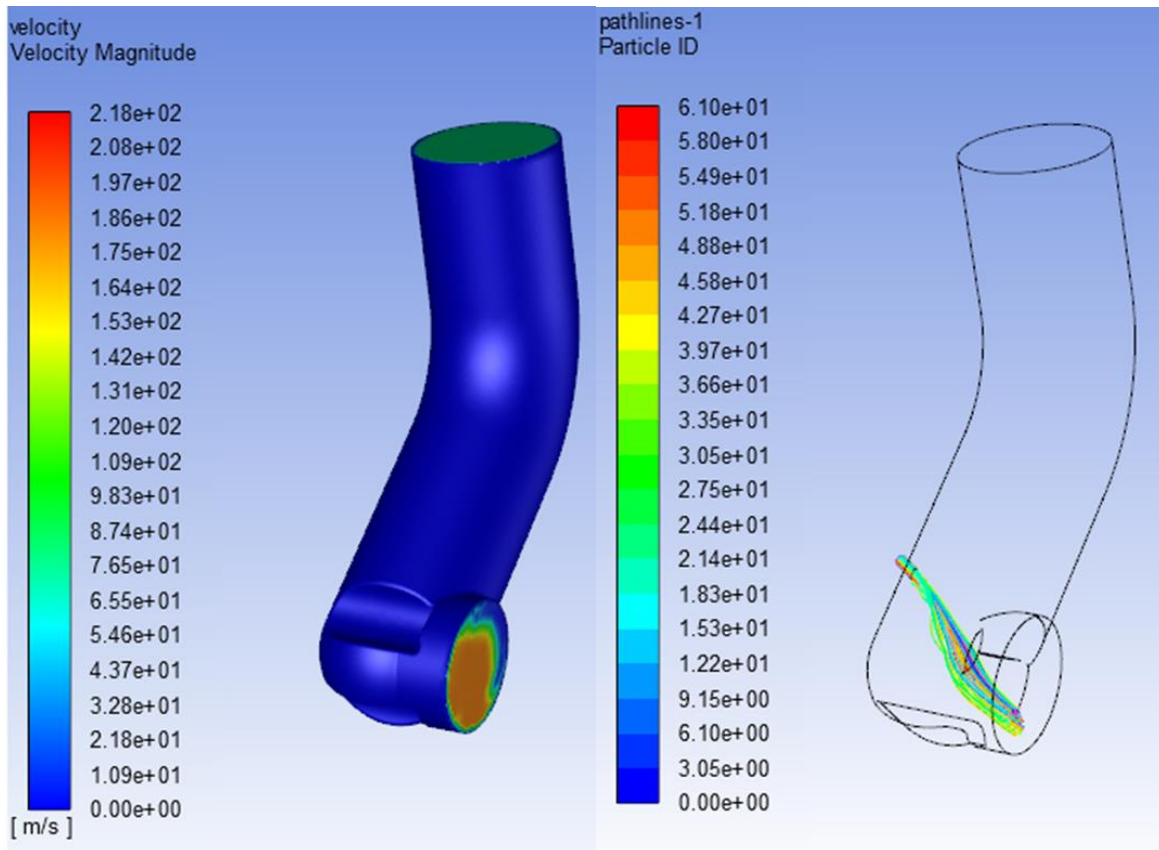 velocity
Velocity Magnitude
2.18e+02
2.08e+02
1.97e+02
1.86e+02
1.75e+02
1.64e+02
1.53e+02
1.42e+02
1.31e+02
1.20e+02
1.09e+02
9.83e+01
8.74e+01
7.65e+01
6.55e+01
5.46e+01
4.37e+01
3.28e+01
2.18e+01
1.09e+01
0.00e+00
[ m/s ]
pathlines-1
Particle ID
6.10e+01
5.80e+01
5.49e+01
5.18e+01
4.88e+01
4.58e+01
4.27e+01
3.97e+01
3.66e+01
3.35e+01
3.05e+01
2.75e+01
2.44e+01
2.14e+01
1.83e+01
1.53e+01
1.22e+01
9.15e+00
6.10e+00
3.05e+00
0.00e+00